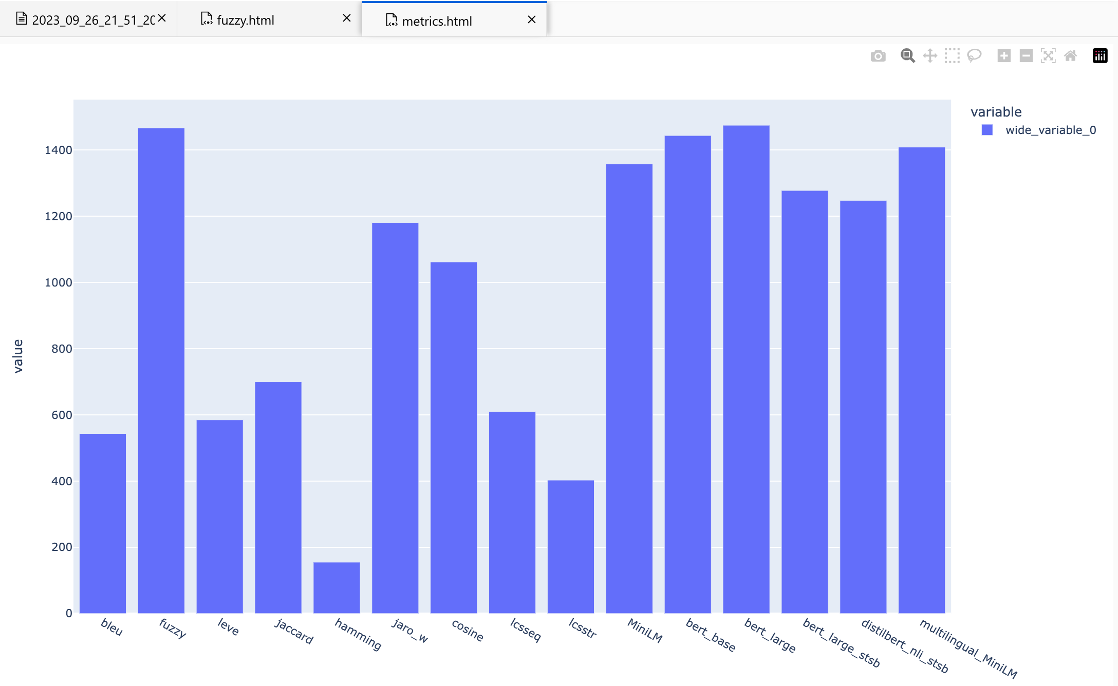 2023_09_26_21_51_20
fuzzy.html
metrics.html
variable
wide_variable_0
value
1400
1200
1000
800
600
400
200
0
bleu
fuzzy
leve
jaccard
hamming
jaro_w
cosine
lcsseq
lcsstr
MiniLM
bert_base
bert_large
bert_large_stsb
distilbert_nli_stsb
multilingual_MiniLM